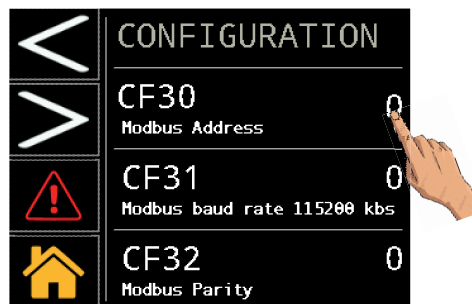 CONFIGURATION
CF30 0
Modbus Address
CF31 0
Modbus baud rate 115200 kbs
CF32 0
Modbus Parity